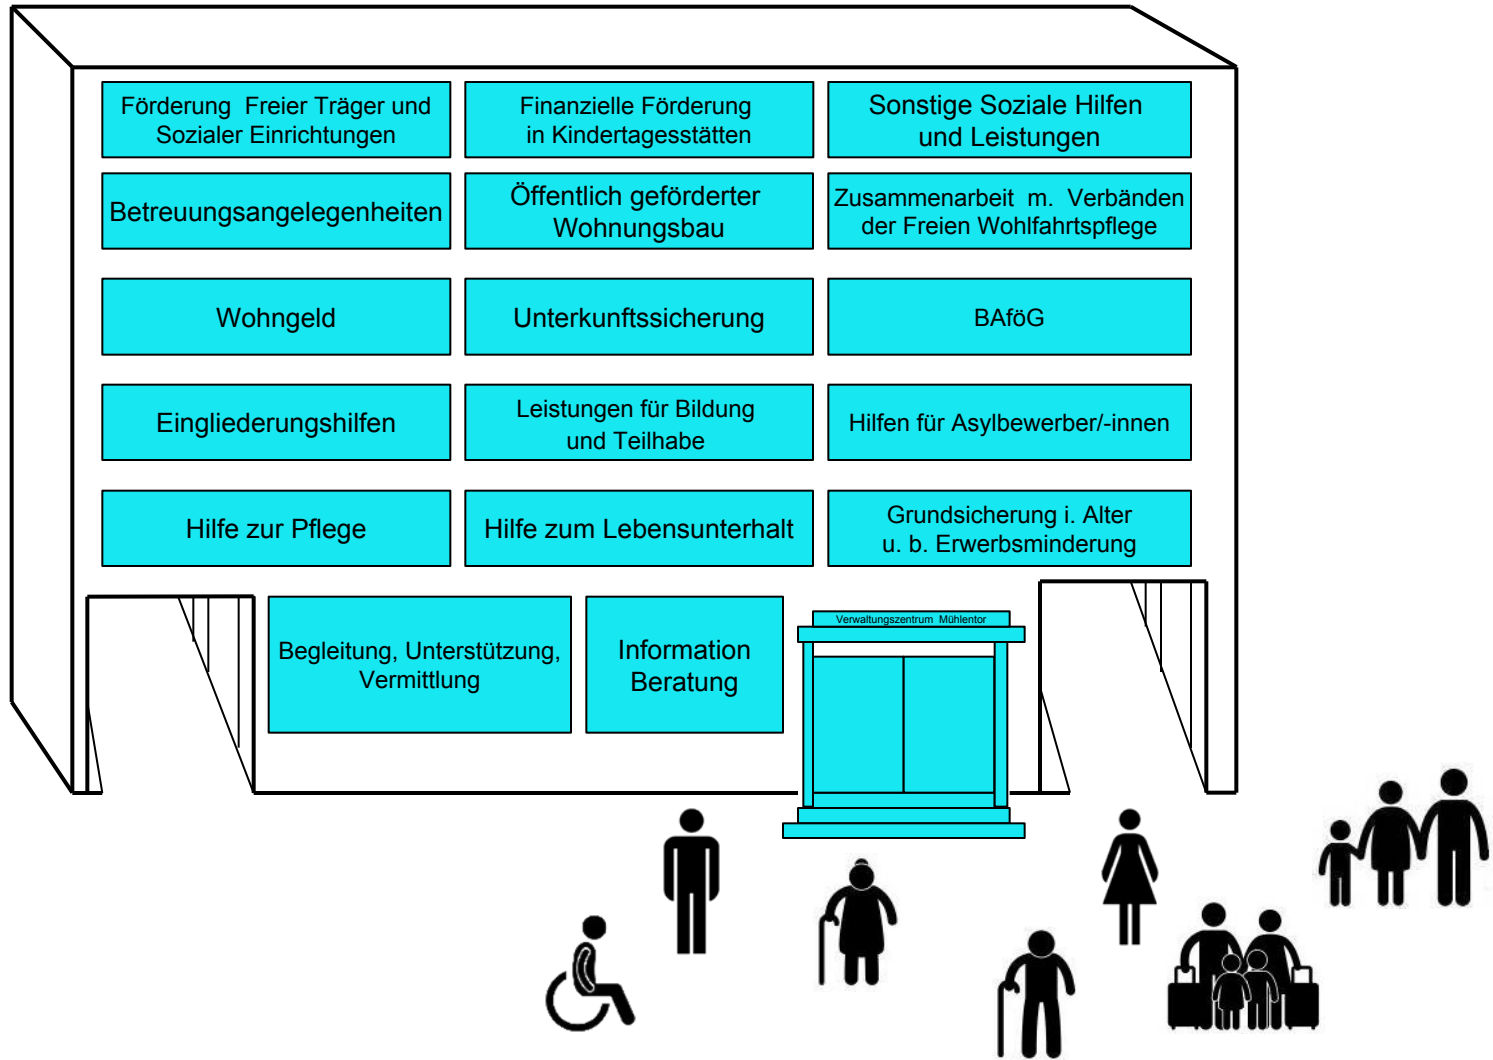 Förderung Freier Träger und
Sozialer Einrichtungen
Finanzielle Förderung
in Kindertagesstätten
Sonstige Soziale Hilfen
und Leistungen
Betreuungsangelegenheiten
Öffentlich geförderter
Wohnungsbau
Zusammenarbeit m. Verbänden
der Freien Wohlfahrtspflege
Wohngeld
Unterkunftssicherung
BAföG
Eingliederungshilfen
Leistungen für Bildung
und Teilhabe
Hilfen für Asylbewerber/-innen
Hilfe zur Pflege
Hilfe zum Lebensunterhalt
Grundsicherung i. Alter
u. b. Erwerbsminderung
Begleitung, Unterstützung,
Vermittlung
Information
Beratung
Verwaltungszentrum Mühlentor